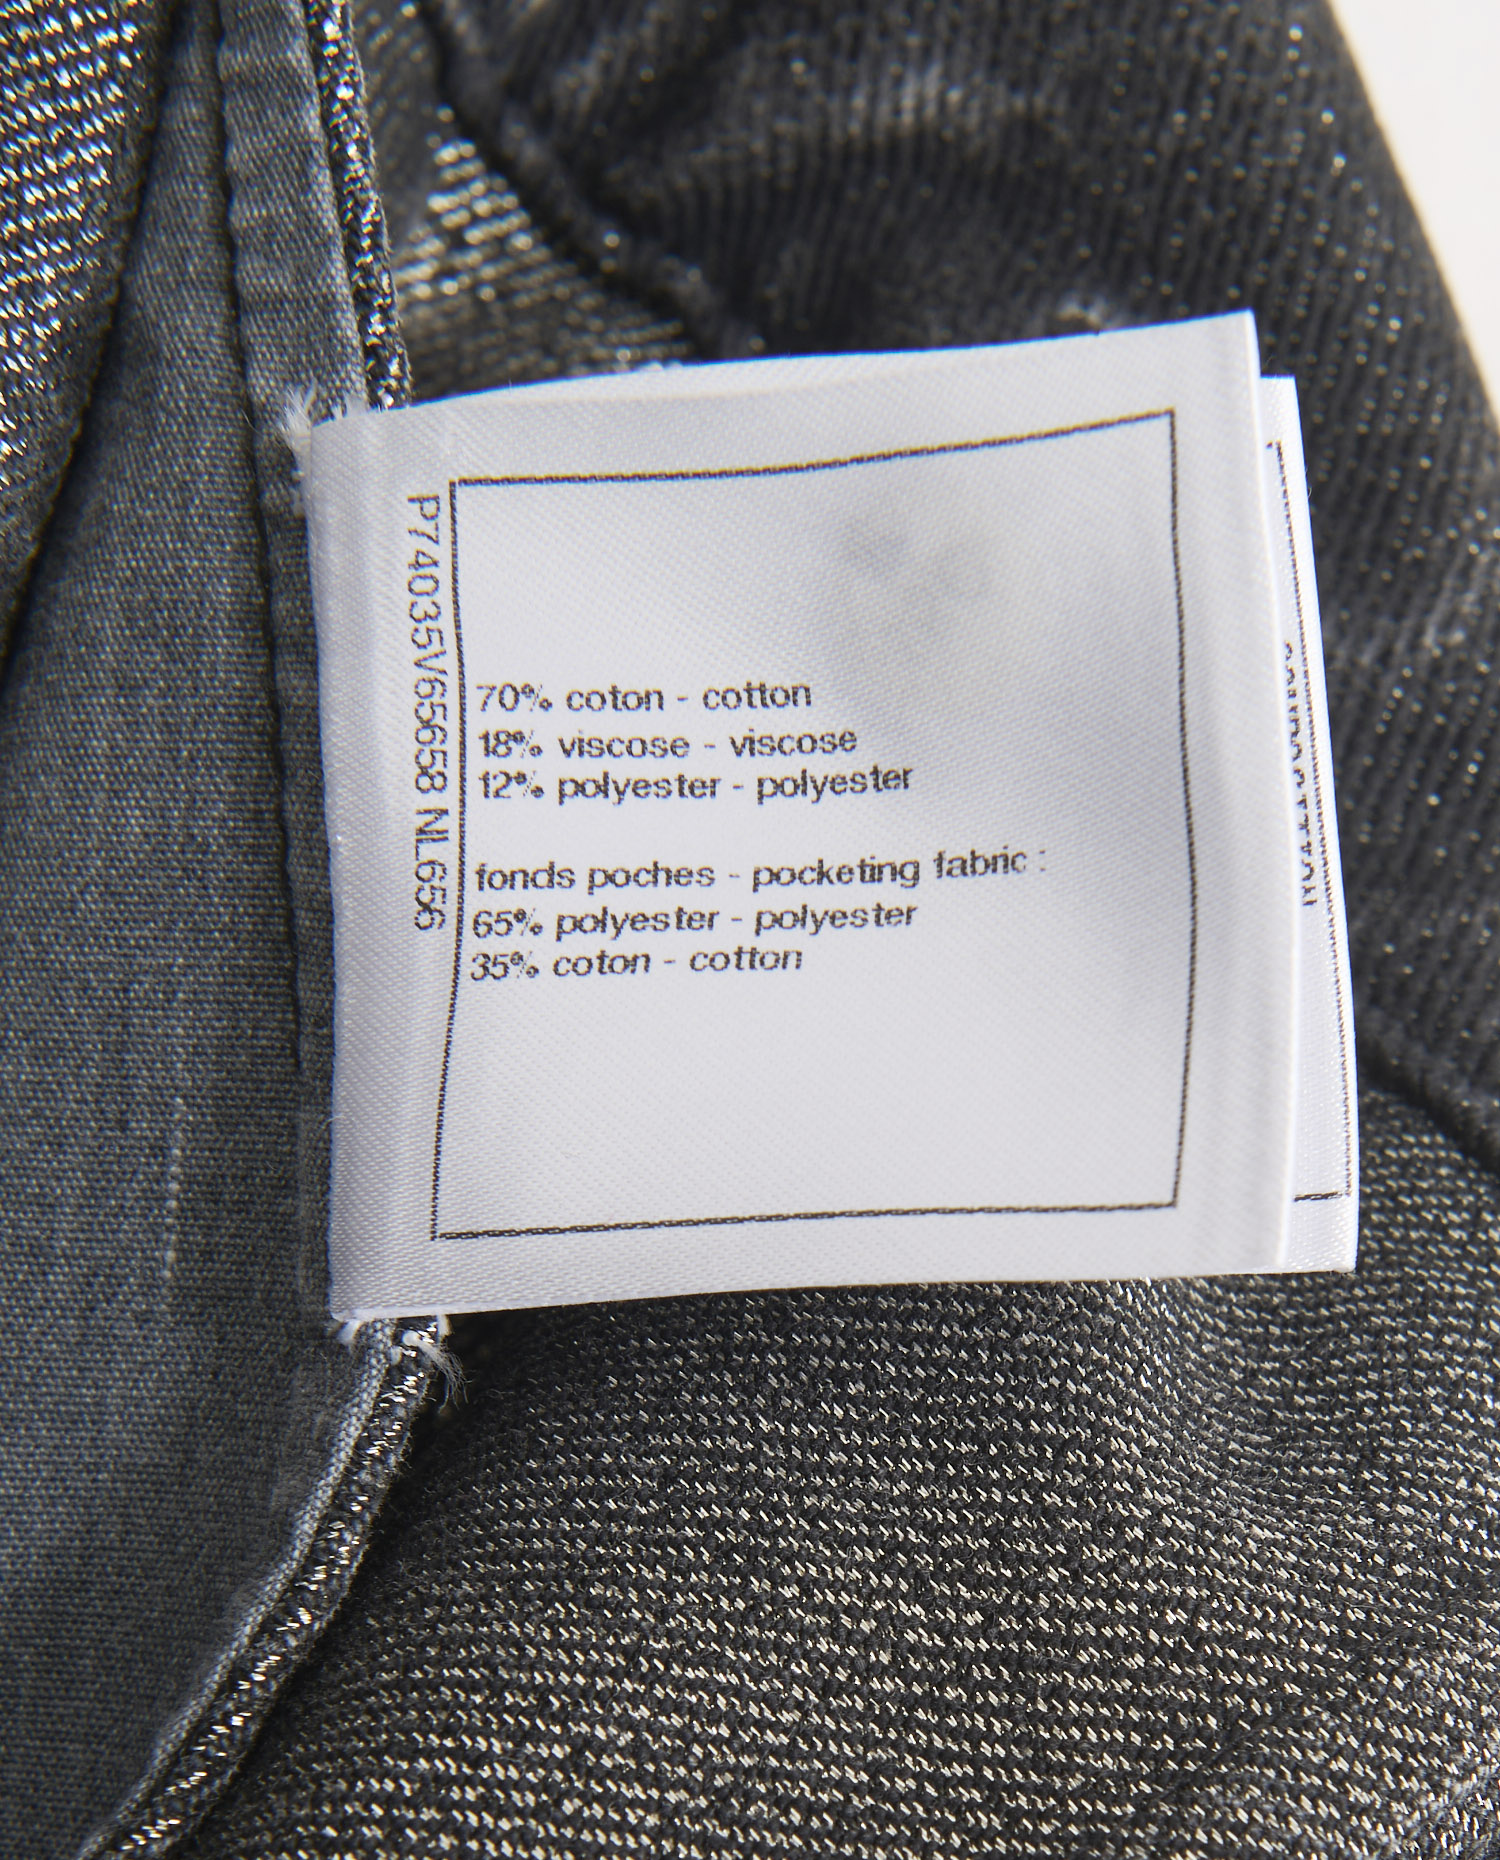 P74035V65658 NL656
70% coton - cotton
18% viscose - viscose
12% polyester - polyester
fonds poches - pocketing fabric :
65% polyester - polyester
35% coton - cotton